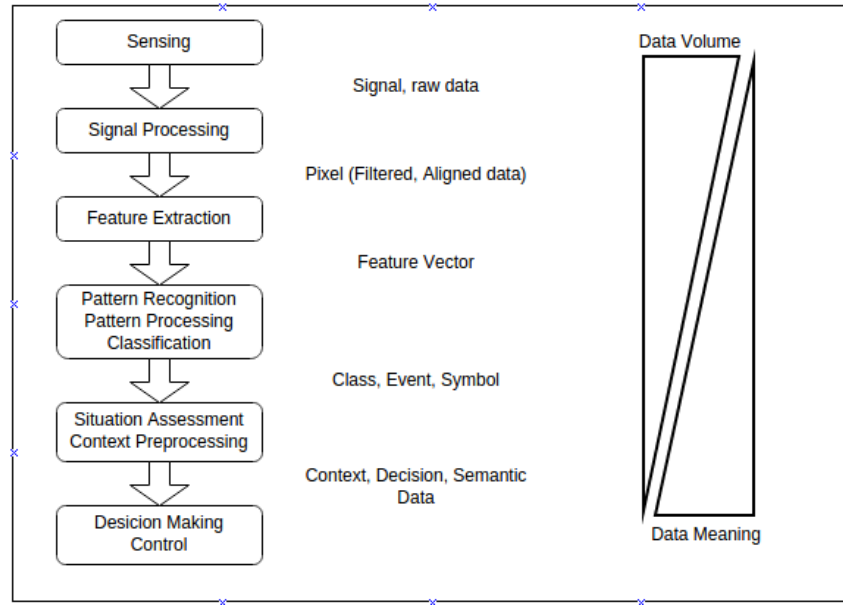 Sensing
Data Volume
Signal, raw data
Signal Processing
Pixel (Filtered, Aligned data)
Feature Extraction
Feature Vector
Pattern Recognition
Pattern Processing
Classification
Class, Event, Symbol
Situation Assessment
Context Preprocessing
Context, Decision, Semantic
Data
Desicion Making
Control
Data Meaning